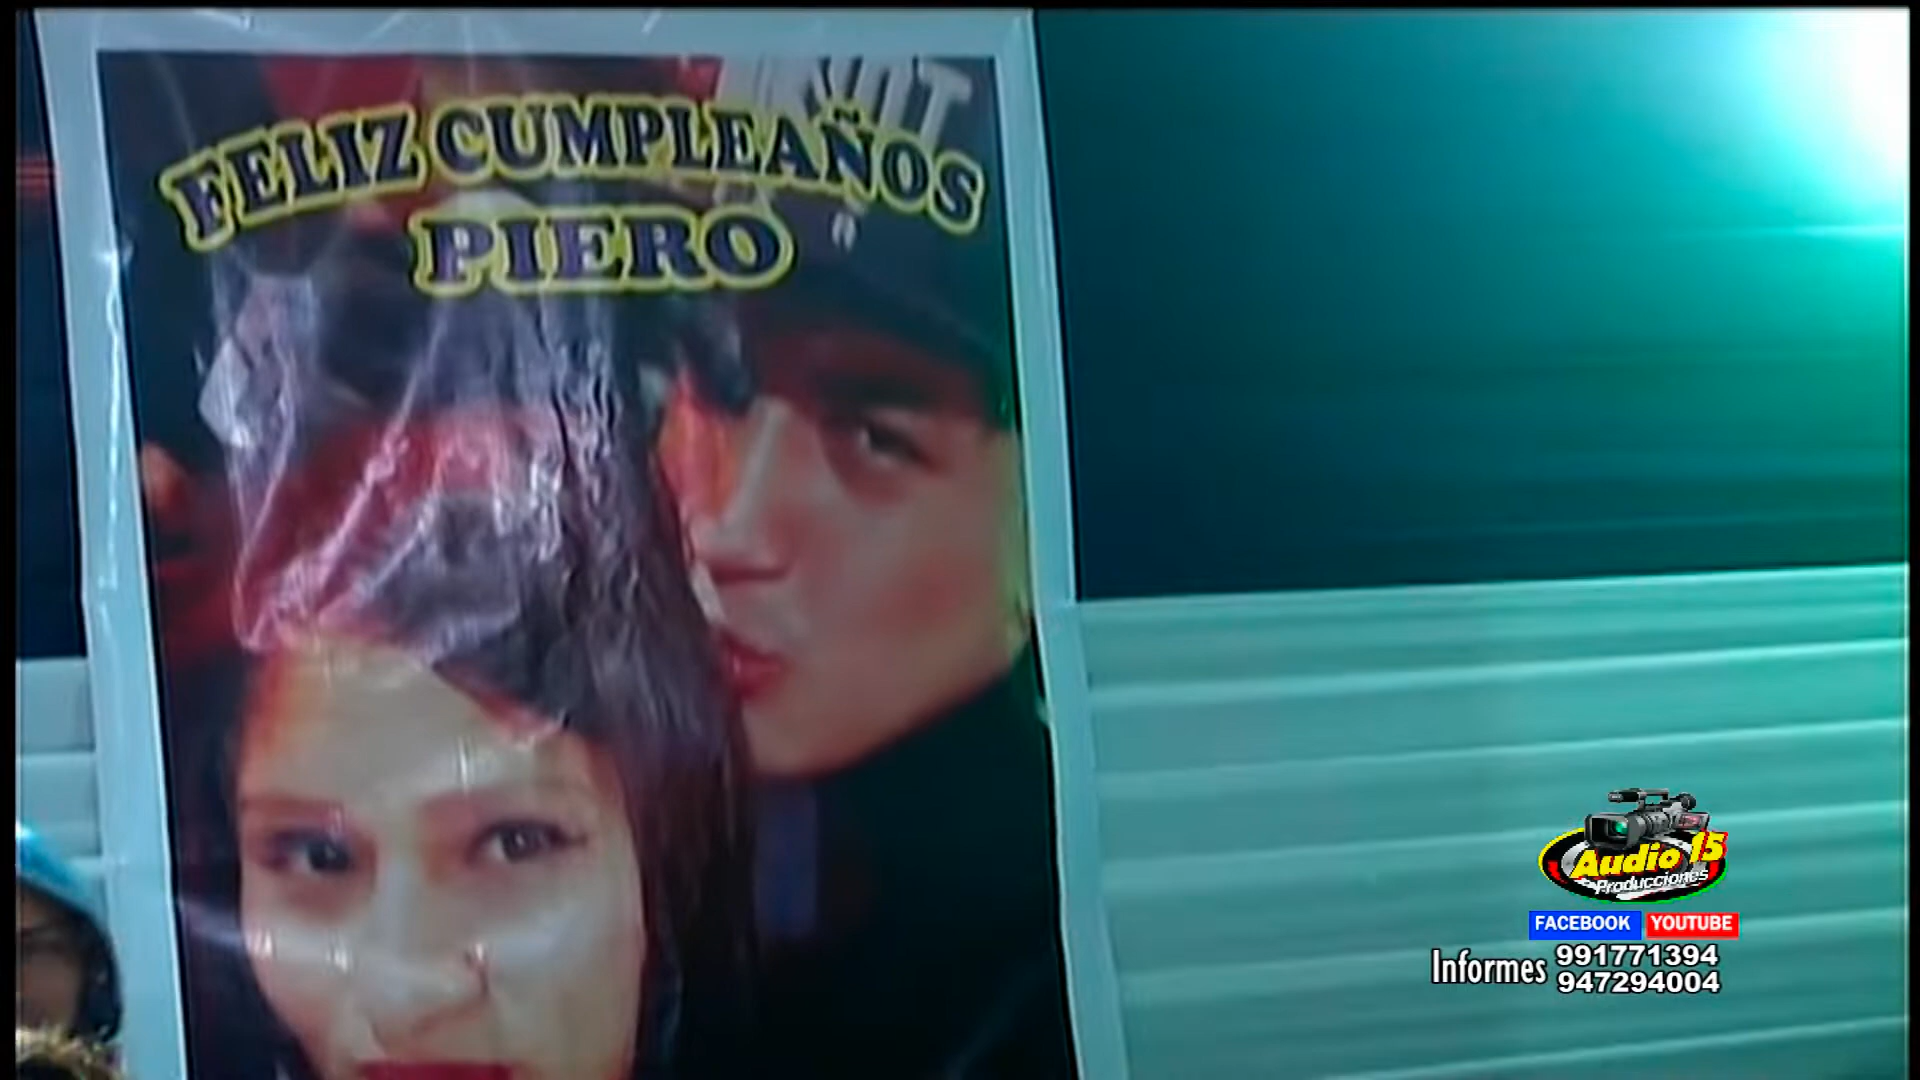 FELIZ CUMPLEAÑOS
PIERO
Audio 15
Producciones
FACEBOOK YOUTUBE
Informes 991771394
947294004